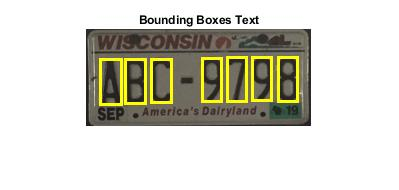 Bounding Boxes Text
WISCONSIN
ABC-9798
SEP 19
America's Dairyland